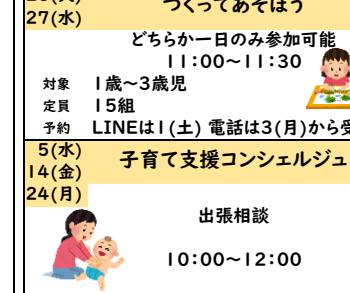 27(水)
つくってあそぼう
どちらか一日のみ参加可能
11:00~11:30
対象 1歳~3歳児
定員 15組
予約 LINEは1(土) 電話は3(月)から
5(水)
14(金)
24(月)
子育て支援コンシェルジュ
出張相談
10:00~12:00